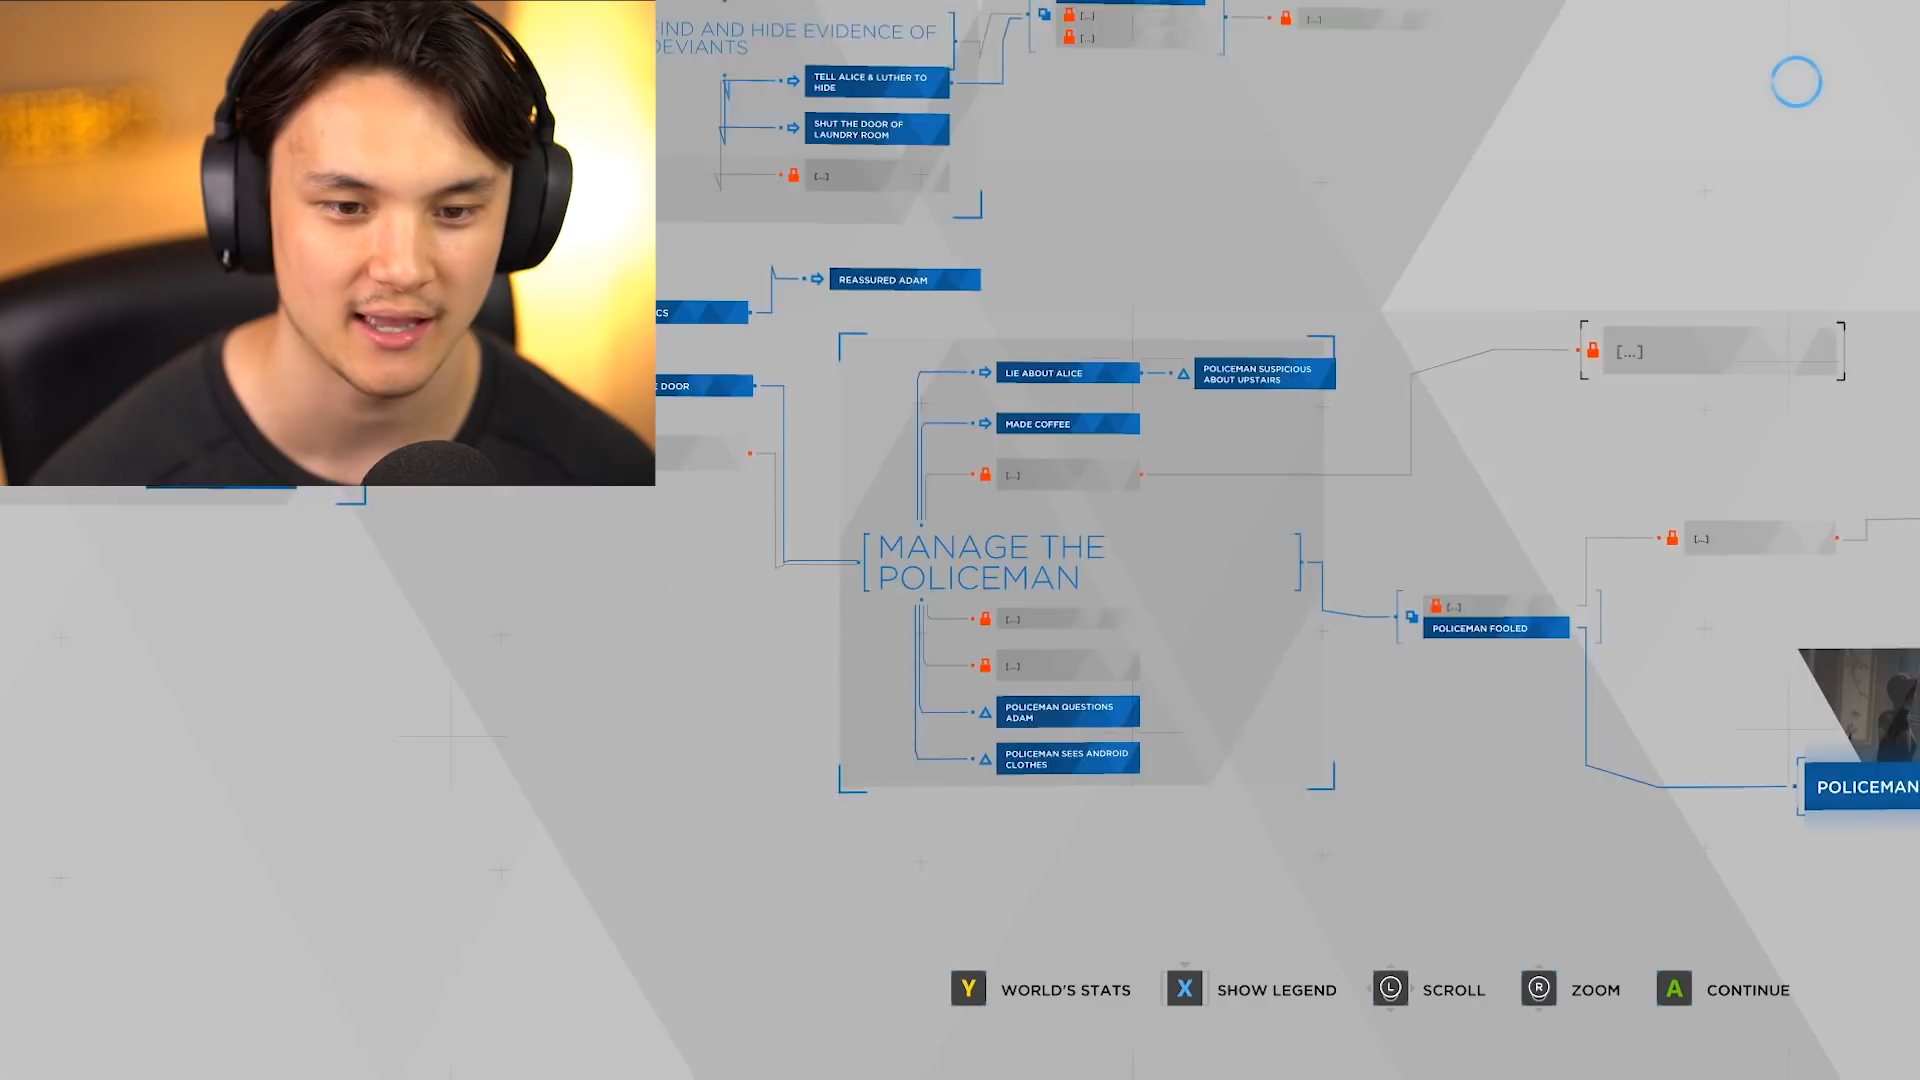 IND AND HIDE EVIDENCE OF
DEVIANTS
[...]
[...]
[...]
TELL ALICE & LUTHER TO
HIDE
SHUT THE DOOR OF
LAUNDRY ROOM
[...]
REASSURED ADAM
CS
E DOOR
LIE ABOUT ALICE
POLICEMAN SUSPICIOUS
ABOUT UPSTAIRS
[...]
MADE COFFEE
[...]
MANAGE THE
POLICEMAN
[...]
[...]
[...]
POLICEMAN FOOLED
[...]
POLICEMAN QUESTIONS
ADAM
POLICEMAN SEES ANDROID
CLOTHES
POLICEMAN
Y WORLD'S STATS
X SHOW LEGEND
L SCROLL
R ZOOM
A CONTINUE